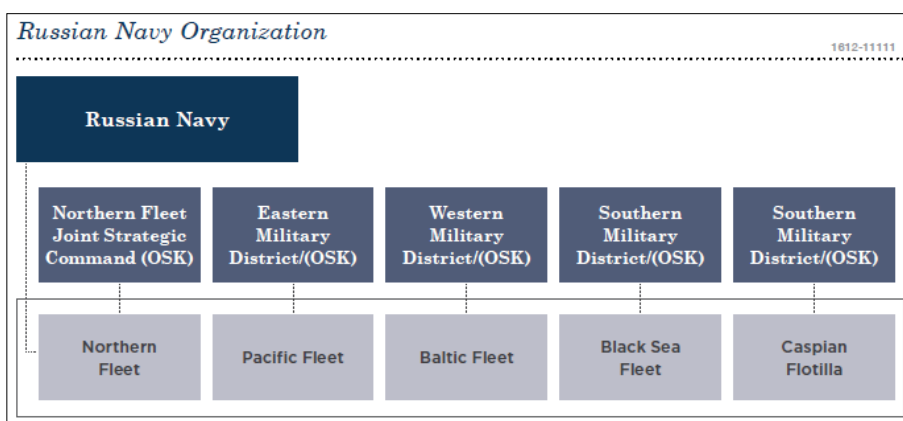 Russian Navy Organization
1612-11111
Russian Navy
Northern Fleet
Joint Strategic
Command (OSK)
Eastern
Military
District/(OSK)
Western
Military
District/(OSK)
Southern
Military
District/(OSK)
Southern
Military
District/(OSK)
Northern
Fleet
Pacific Fleet
Baltic Fleet
Black Sea
Fleet
Caspian
Flotilla